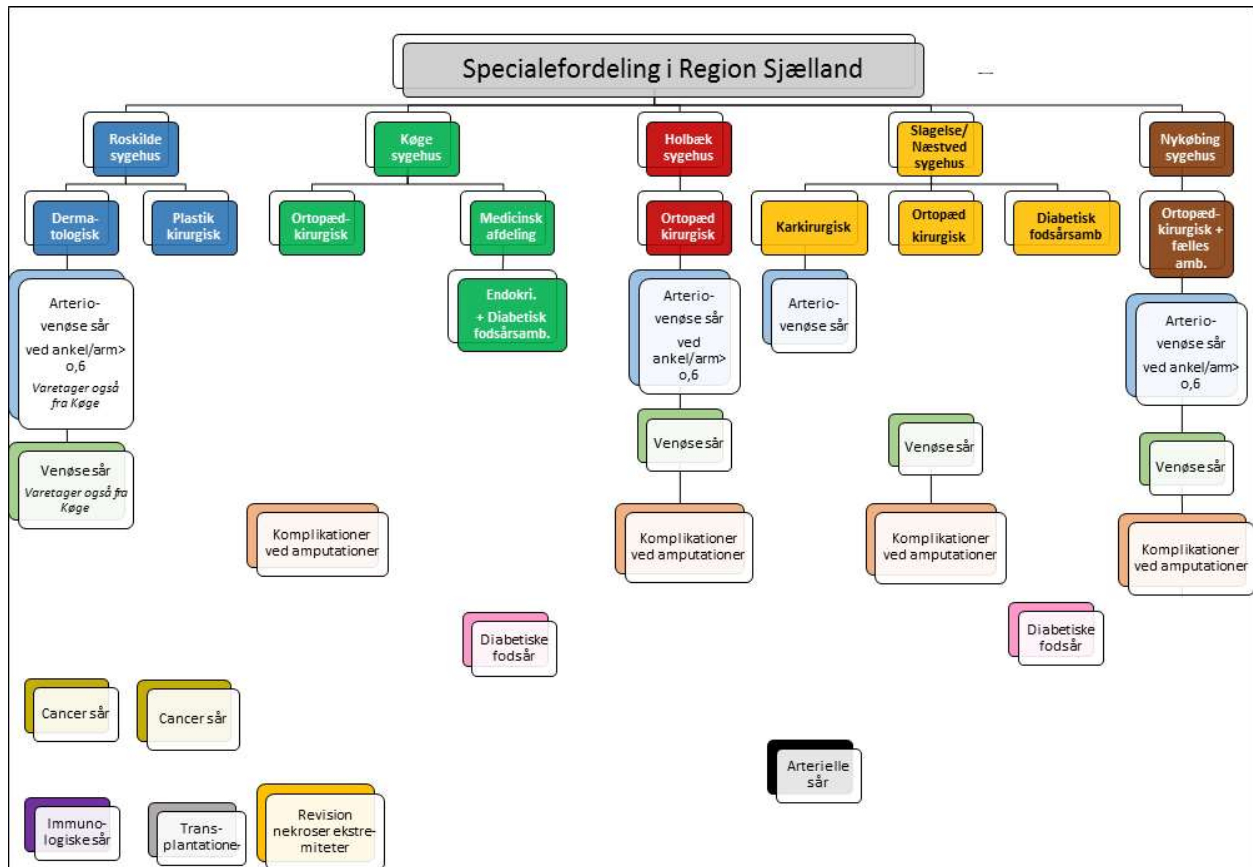 Specialefordeling i Region Sjælland
Roskilde
sygehus
Køge
sygehus
Holbæk
sygehus
Slagelse/
Næstved
sygehus
Nykøbing
sygehus
Derma-
tologisk
Plastik
kirurgisk
Ortopæd-
kirurgisk
Medicinsk
afdeling
Ortopæd
kirurgisk
Karkirurgisk
Ortopæd
kirurgisk
Diabetisk
fodsårsamb
Ortopæd-
kirurgisk +
fælles
amb.
Arterio-
venøse sår
ved ankel/arm>
0,6
Varetager også
fra Køge
Endokri.
+ Diabetisk
fodsårsamb.
Arterio-
venøse sår
ved
ankel/arm>
0,6
Arterio-
venøse sår
Arterio-
venøse sår
ved ankel/arm>
0,6
Venøse sår
Varetager også fra
Køge
Venøse sår
Venøse sår
Venøse sår
Komplikationer
ved amputationer
Komplikationer
ved amputationer
Komplikationer
ved amputationer
Komplikationer
ved amputationer
Diabetiske
fodsår
Diabetiske
fodsår
Cancer sår
Cancer sår
Arterielle
sår
Immuno-
logiske sår
Trans-
plantatione-
Revision
nekroser ekstre-
miteter